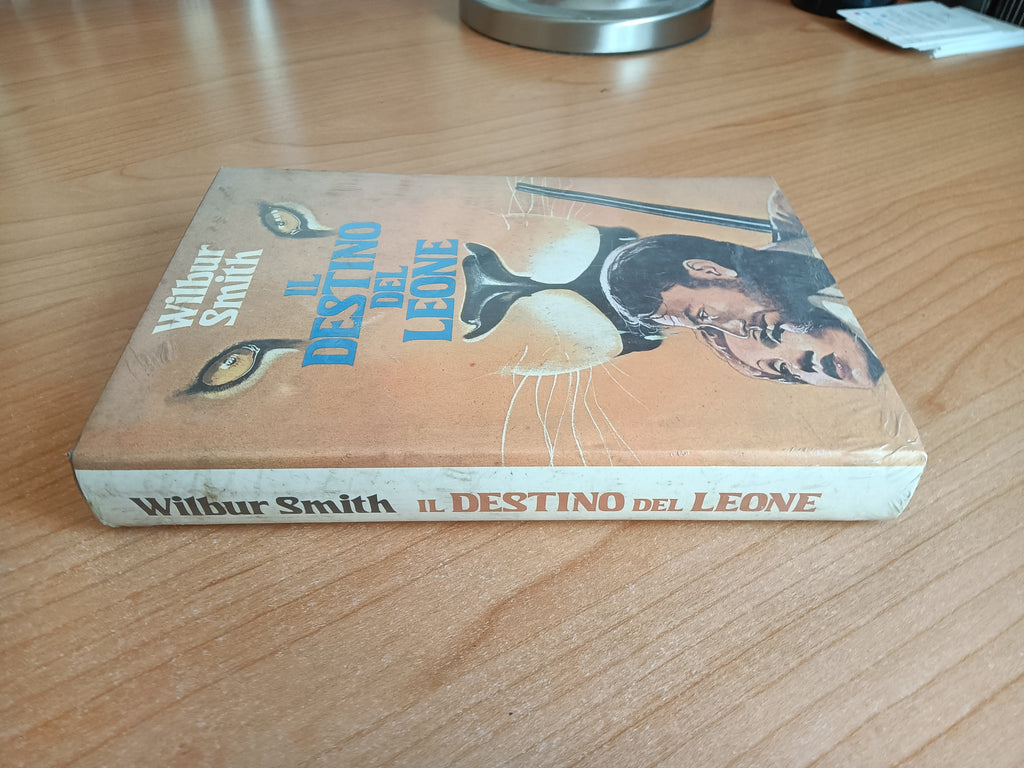 Wilbur
Smith
IL
DESTINO
DEL
LEONE
Wilbur Smith IL DESTINO DEL LEONE